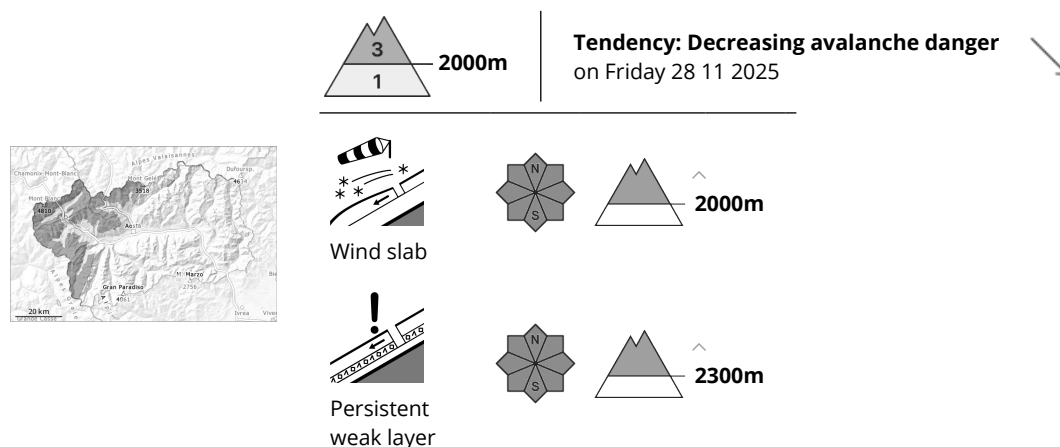 3
2000m
1
Tendency: Decreasing avalanche danger
on Friday 28 11 2025
Alpes Valaisannes
Chamonix-Mont-Blanc
Dufoursp.
Mont Gelé
3518
Mont Blanc
4810
Aosta
M. Marzo
2756
Gran Paradiso
4061
20 km
Ivrea
N
S
2000m
Wind slab
N
S
2300m
Persistent
weak layer